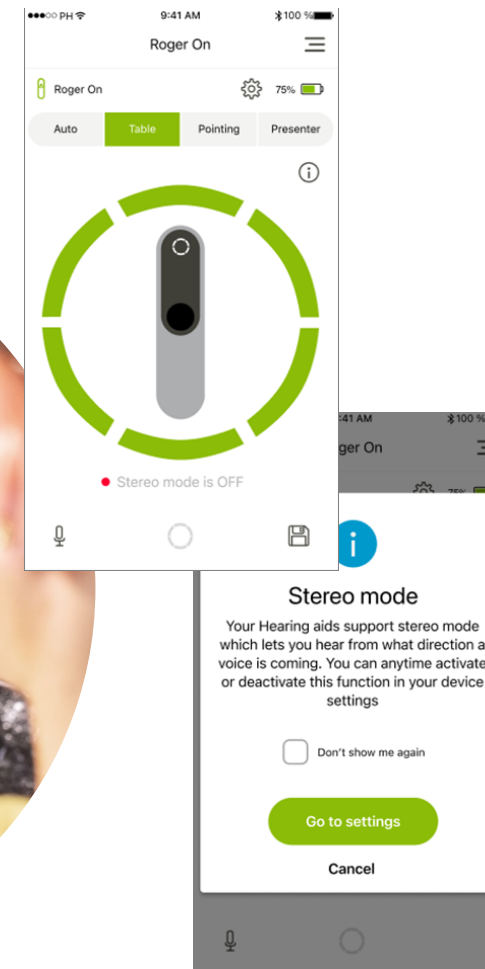 PH 9:41 AM 100 %
Roger On
Roger On 75%
Auto Table Pointing Presenter
Stereo mode is OFF
:41 AM 100 %
ger On
75%
Stereo mode
Your Hearing aids support stereo mode
which lets you hear from what direction a
voice is coming. You can anytime activate
or deactivate this function in your device
settings
Don't show me again
Go to settings
Cancel